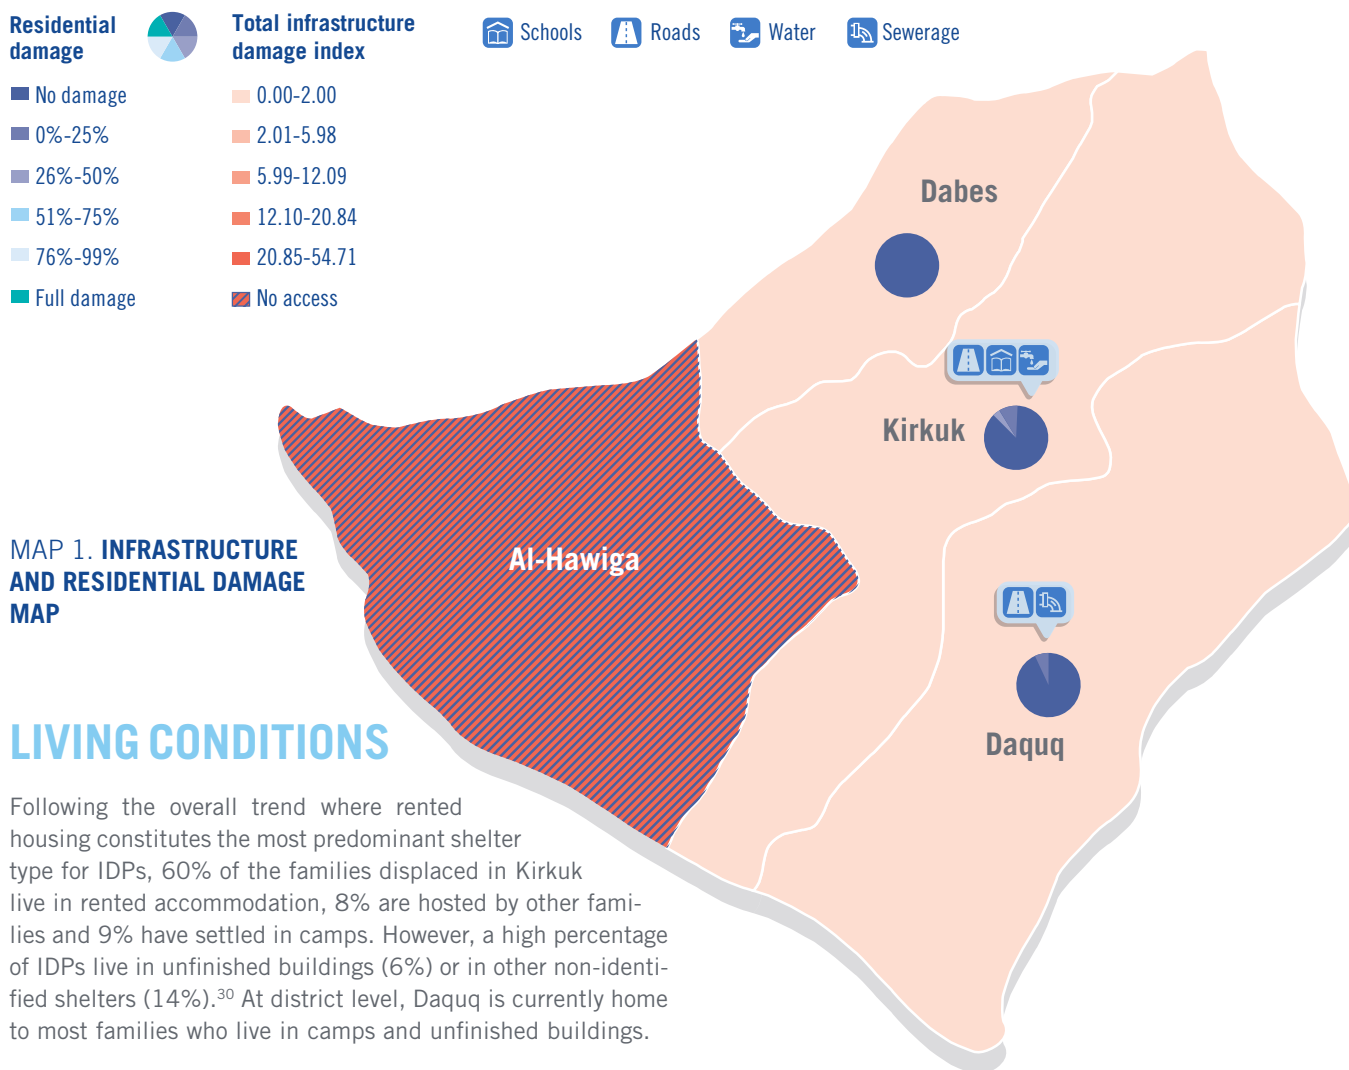 Residential
damage
No damage
0%-25%
26%-50%
51%-75%
76%-99%
Full damage
Total infrastructure
damage index
0.00-2.00
2.01-5.98
5.99-12.09
12.10-20.84
20.85-54.71
No access
Schools
Roads
Water
Sewerage
Dabes
Kirkuk
Al-Hawiga
Daquq
MAP 1. INFRASTRUCTURE
AND RESIDENTIAL DAMAGE
MAP
LIVING CONDITIONS
Following the overall trend where rented
housing constitutes the most predominant shelter
type for IDPs, 60% of the families displaced in Kirkuk
live in rented accommodation, 8% are hosted by other fami-
lies and 9% have settled in camps. However, a high percentage
of IDPs live in unfinished buildings (6%) or in other non-identi-
fied shelters (14%).³⁰ At district level, Daquq is currently home
to most families who live in camps and unfinished buildings.